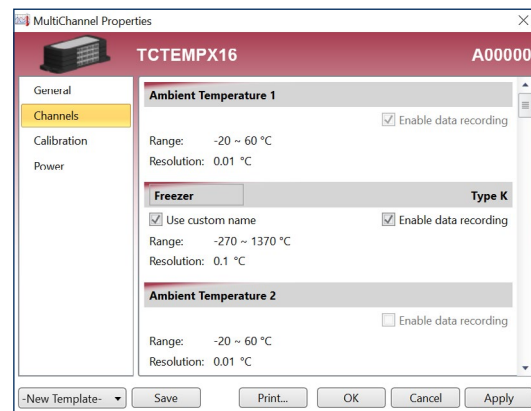 MultiChannel Properties
TCTEMPX16 A00000
General
Channels
Calibration
Power
Ambient Temperature 1
Enable data recording
Range: -20 ~ 60 °C
Resolution: 0.01 °C
Freezer Type K
Use custom name Enable data recording
Range: -270 ~ 1370 °C
Resolution: 0.1 °C
Ambient Temperature 2
Enable data recording
Range: -20 ~ 60 °C
Resolution: 0.01 °C
-New Template- Save Print... OK Cancel Apply